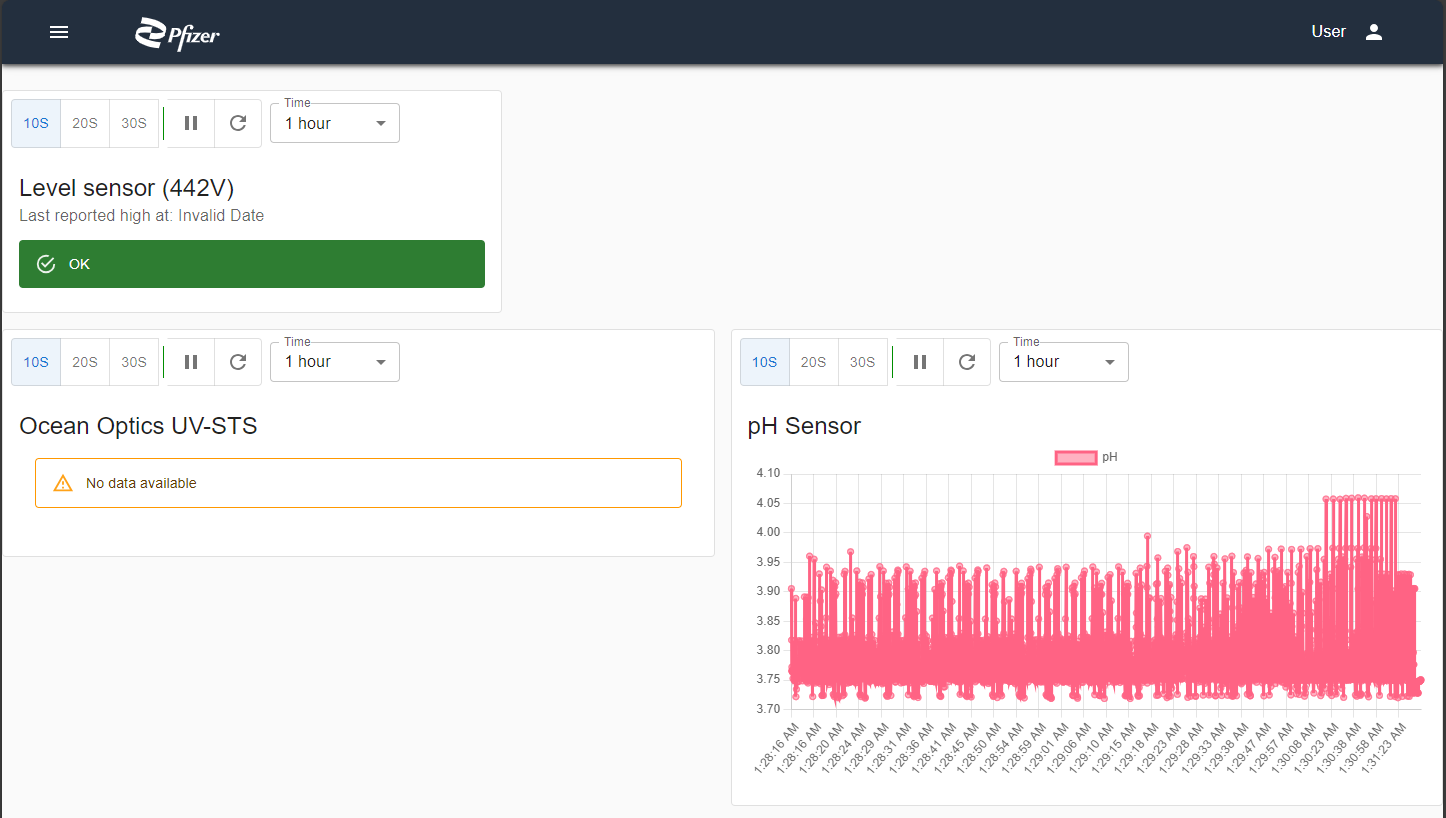 Pfizer
User
10S 20S 30S
Time
1 hour
Level sensor (442V)
Last reported high at: Invalid Date
OK
10S 20S 30S
Time
1 hour
Ocean Optics UV-STS
No data available
10S 20S 30S
Time
1 hour
pH Sensor
pH
4.10
4.05
4.00
3.95
3.90
3.85
3.80
3.75
3.70
1:28:16 AM
1:28:16 AM
1:28:20 AM
1:28:24 AM
1:28:29 AM
1:28:31 AM
1:28:36 AM
1:28:41 AM
1:28:45 AM
1:28:50 AM
1:28:54 AM
1:28:59 AM
1:29:01 AM
1:29:06 AM
1:29:10 AM
1:29:15 AM
1:29:18 AM
1:29:23 AM
1:29:28 AM
1:29:33 AM
1:29:38 AM
1:29:47 AM
1:29:57 AM
1:30:08 AM
1:30:23 AM
1:30:38 AM
1:30:58 AM
1:31:23 AM